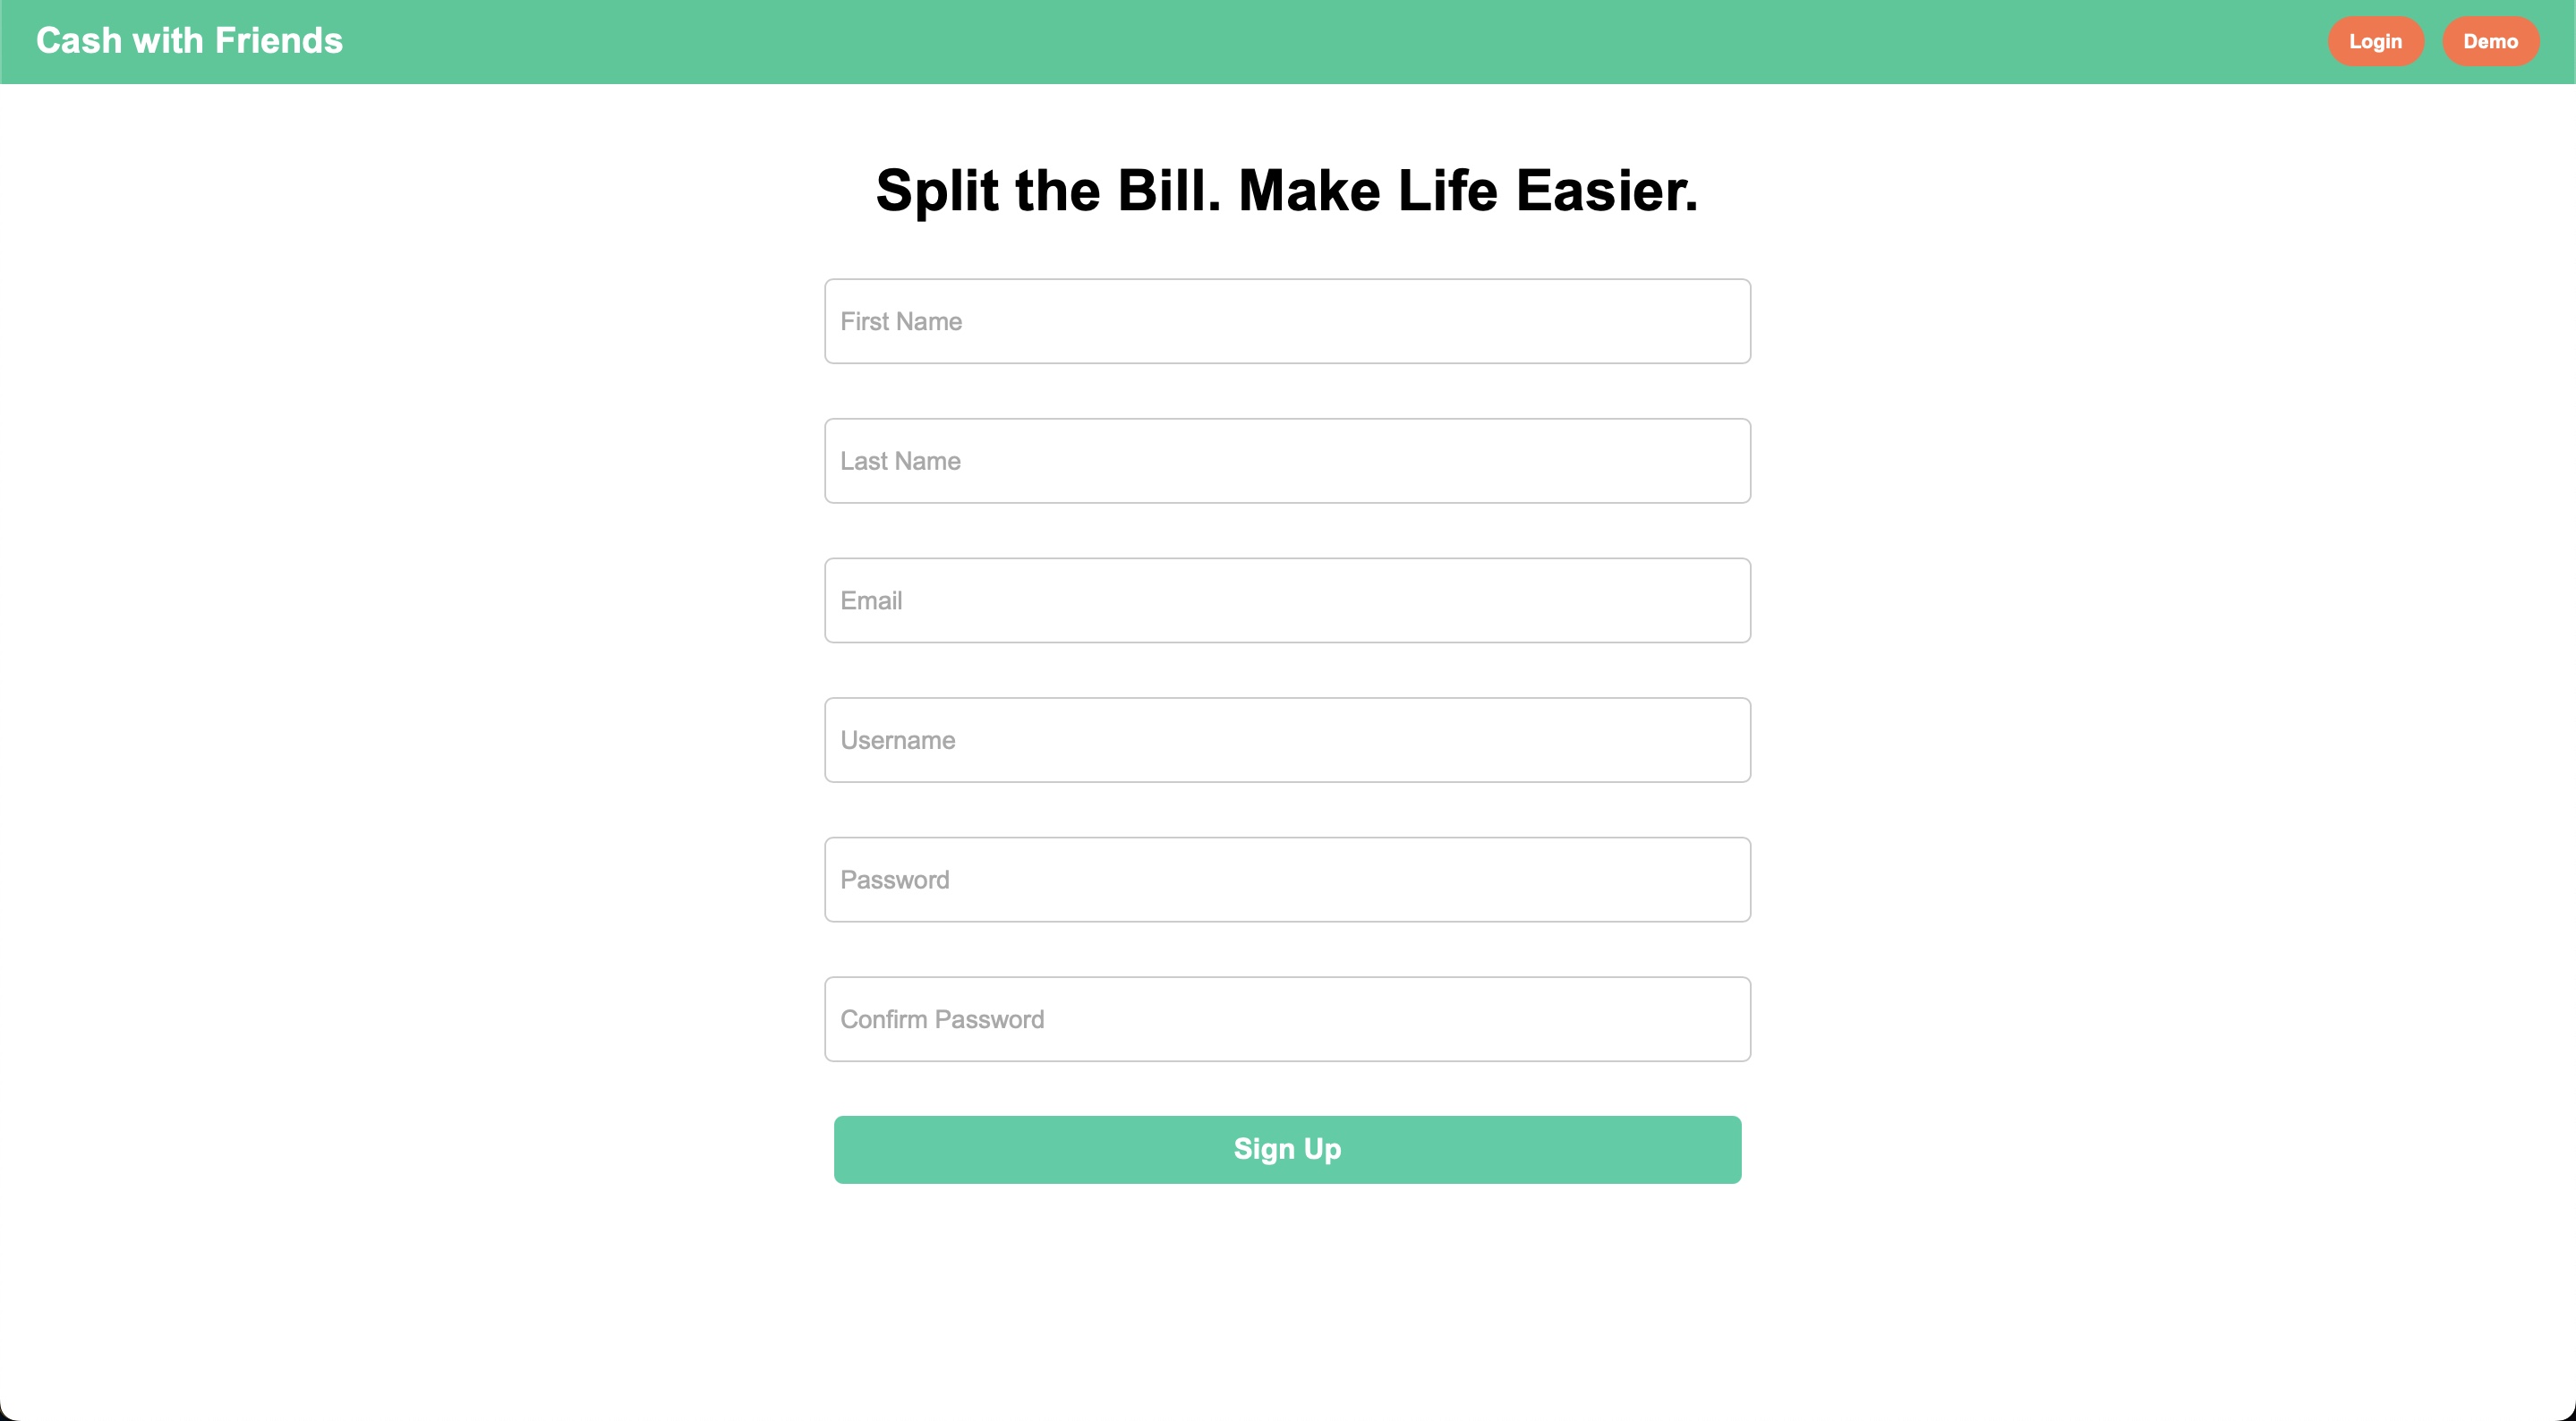 Cash with Friends
Login
Demo
Split the Bill. Make Life Easier.
First Name
Last Name
Email
Username
Password
Confirm Password
Sign Up